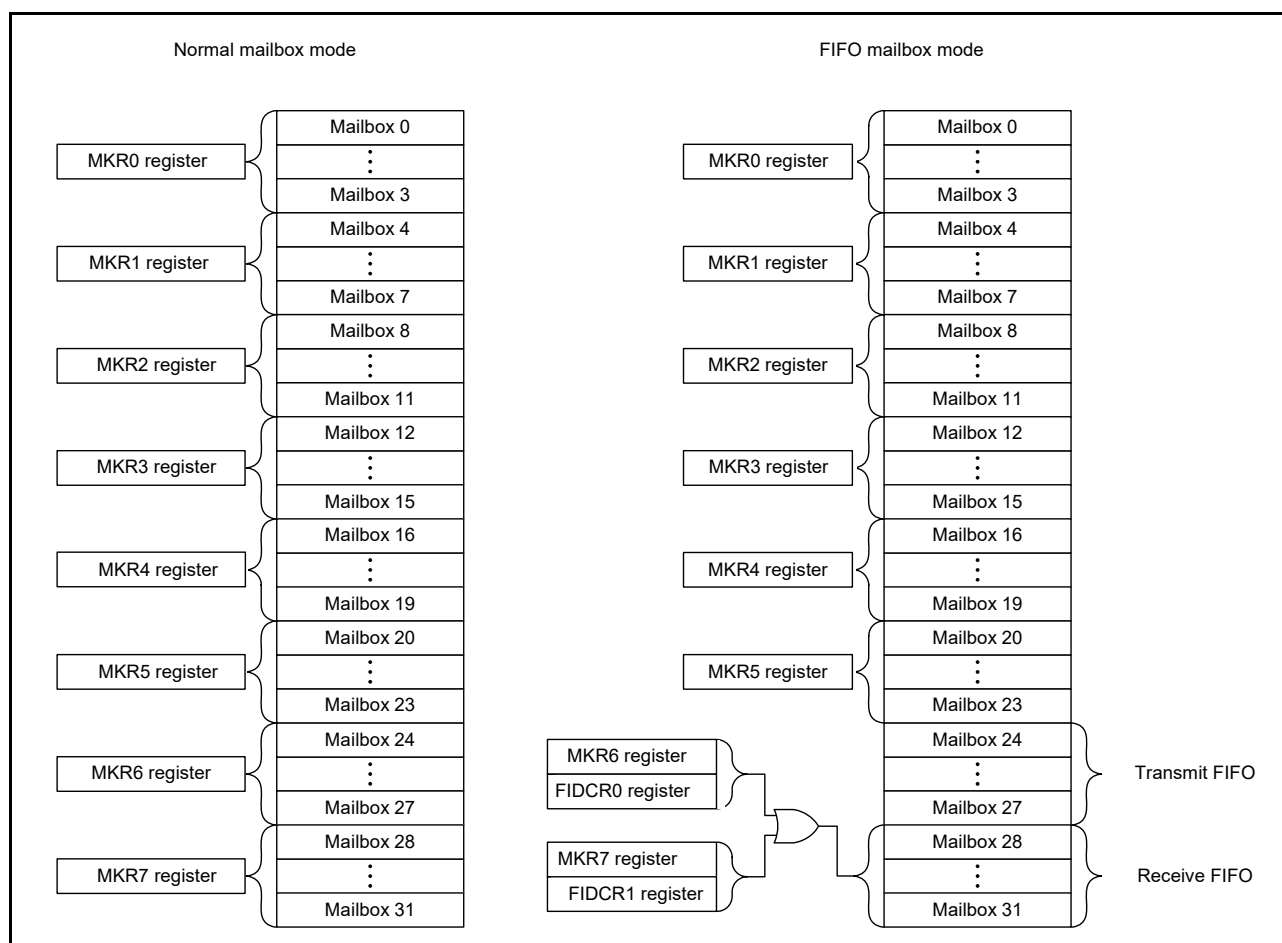 Normal mailbox mode
MKR0 register
Mailbox 0
Mailbox 3
MKR1 register
Mailbox 4
Mailbox 7
MKR2 register
Mailbox 8
Mailbox 11
MKR3 register
Mailbox 12
Mailbox 15
MKR4 register
Mailbox 16
Mailbox 19
MKR5 register
Mailbox 20
Mailbox 23
MKR6 register
Mailbox 24
Mailbox 27
MKR7 register
Mailbox 28
Mailbox 31
FIFO mailbox mode
MKR0 register
Mailbox 0
Mailbox 3
MKR1 register
Mailbox 4
Mailbox 7
MKR2 register
Mailbox 8
Mailbox 11
MKR3 register
Mailbox 12
Mailbox 15
MKR4 register
Mailbox 16
Mailbox 19
MKR5 register
Mailbox 20
Mailbox 23
MKR6 register
FIDCR0 register
Mailbox 24
Mailbox 27
Transmit FIFO
MKR7 register
FIDCR1 register
Mailbox 28
Mailbox 31
Receive FIFO